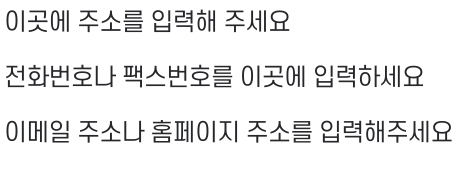 이곳에 주소를 입력해 주세요
전화번호나 팩스번호를 이곳에 입력하세요
이메일 주소나 홈페이지 주소를 입력해주세요